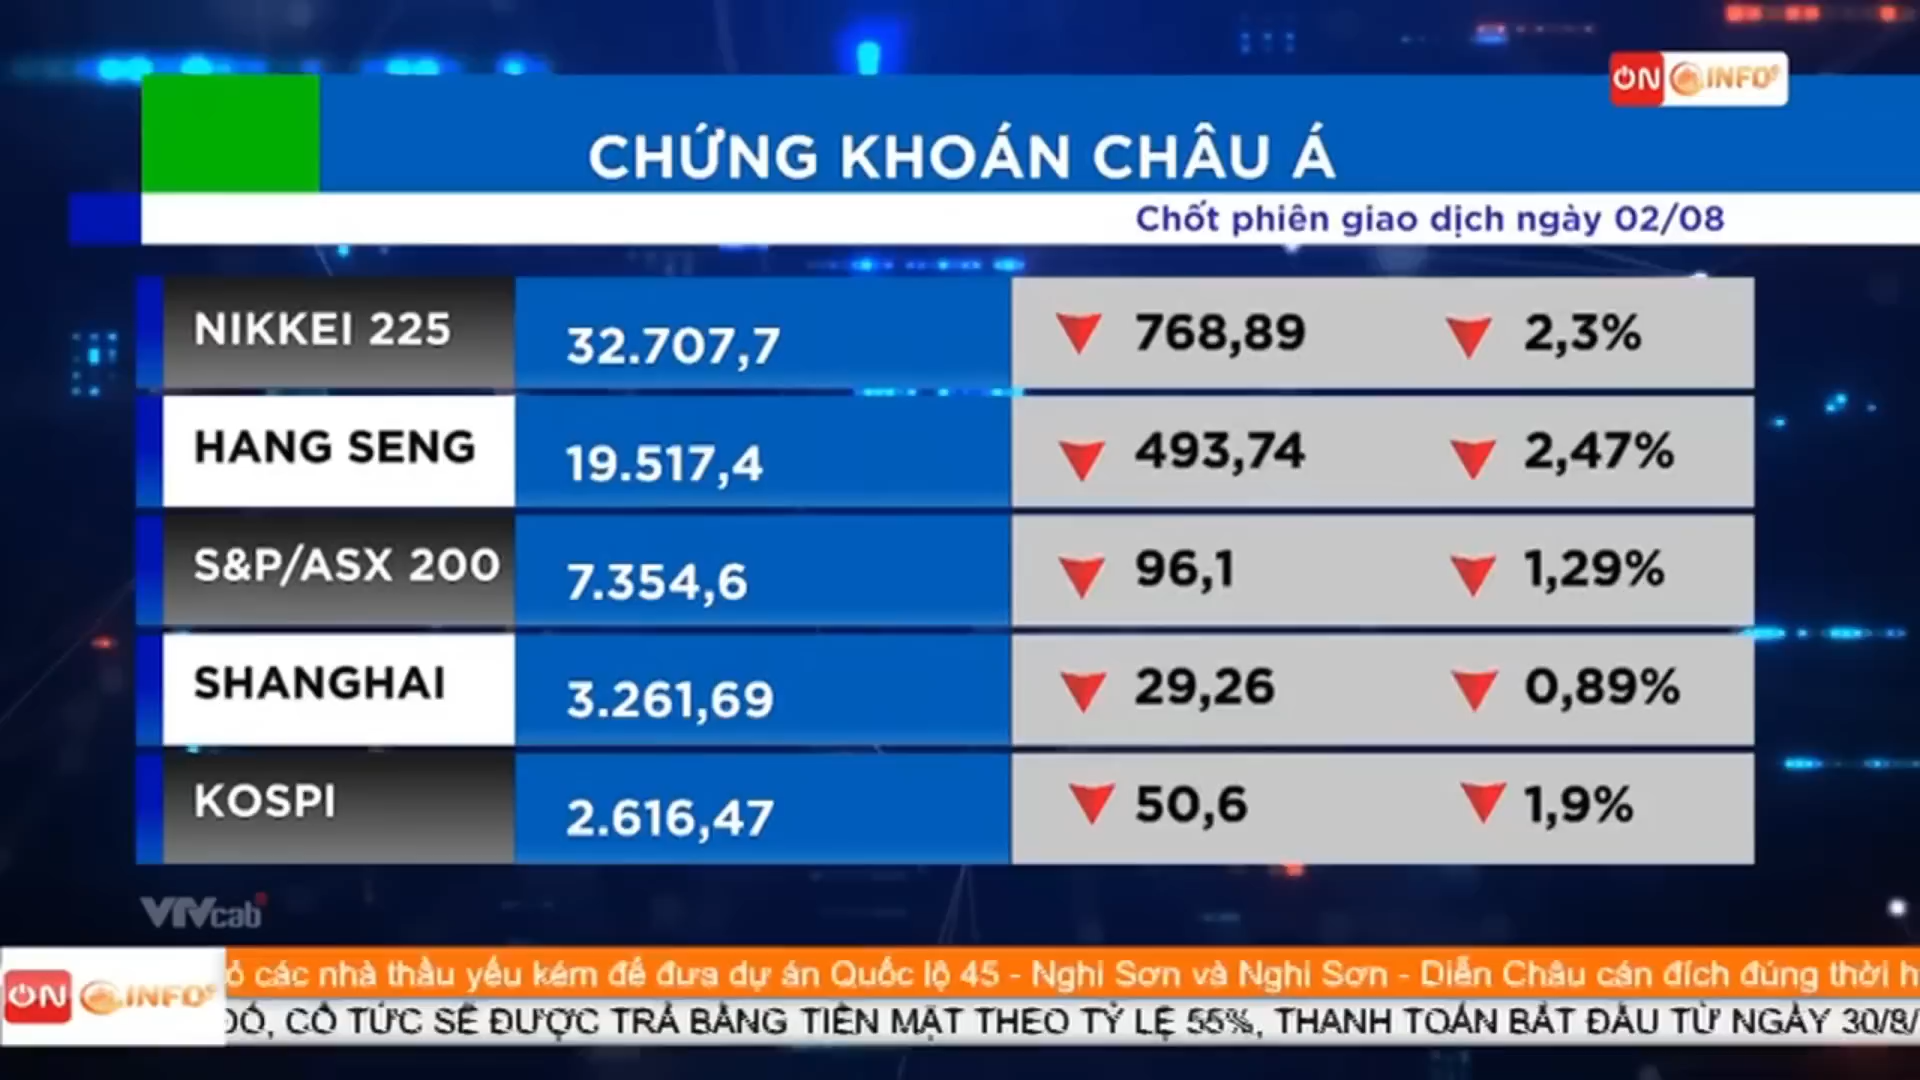 ON INFO
CHỨNG KHOÁN CHÂU Á
Chốt phiên giao dịch ngày 02/08
NIKKEI 225 32.707,7 768,89 2,3%
HANG SENG 19.517,4 493,74 2,47%
S&P/ASX 200 7.354,6 96,1 1,29%
SHANGHAI 3.261,69 29,26 0,89%
KOSPI 2.616,47 50,6 1,9%
VTVcab
ON INFO
các nhà thầu yếu kém để đưa dự án Quốc lộ 45 - Nghi Sơn và Nghi Sơn - Diễn Châu cán đích đúng thời
ĐÓ, CỔ TỨC SẼ ĐƯỢC TRẢ BẰNG TIỀN MẶT THEO TỶ LỆ 55%, THANH TOÁN BẮT ĐẦU TỪ NGÀY 30/8/